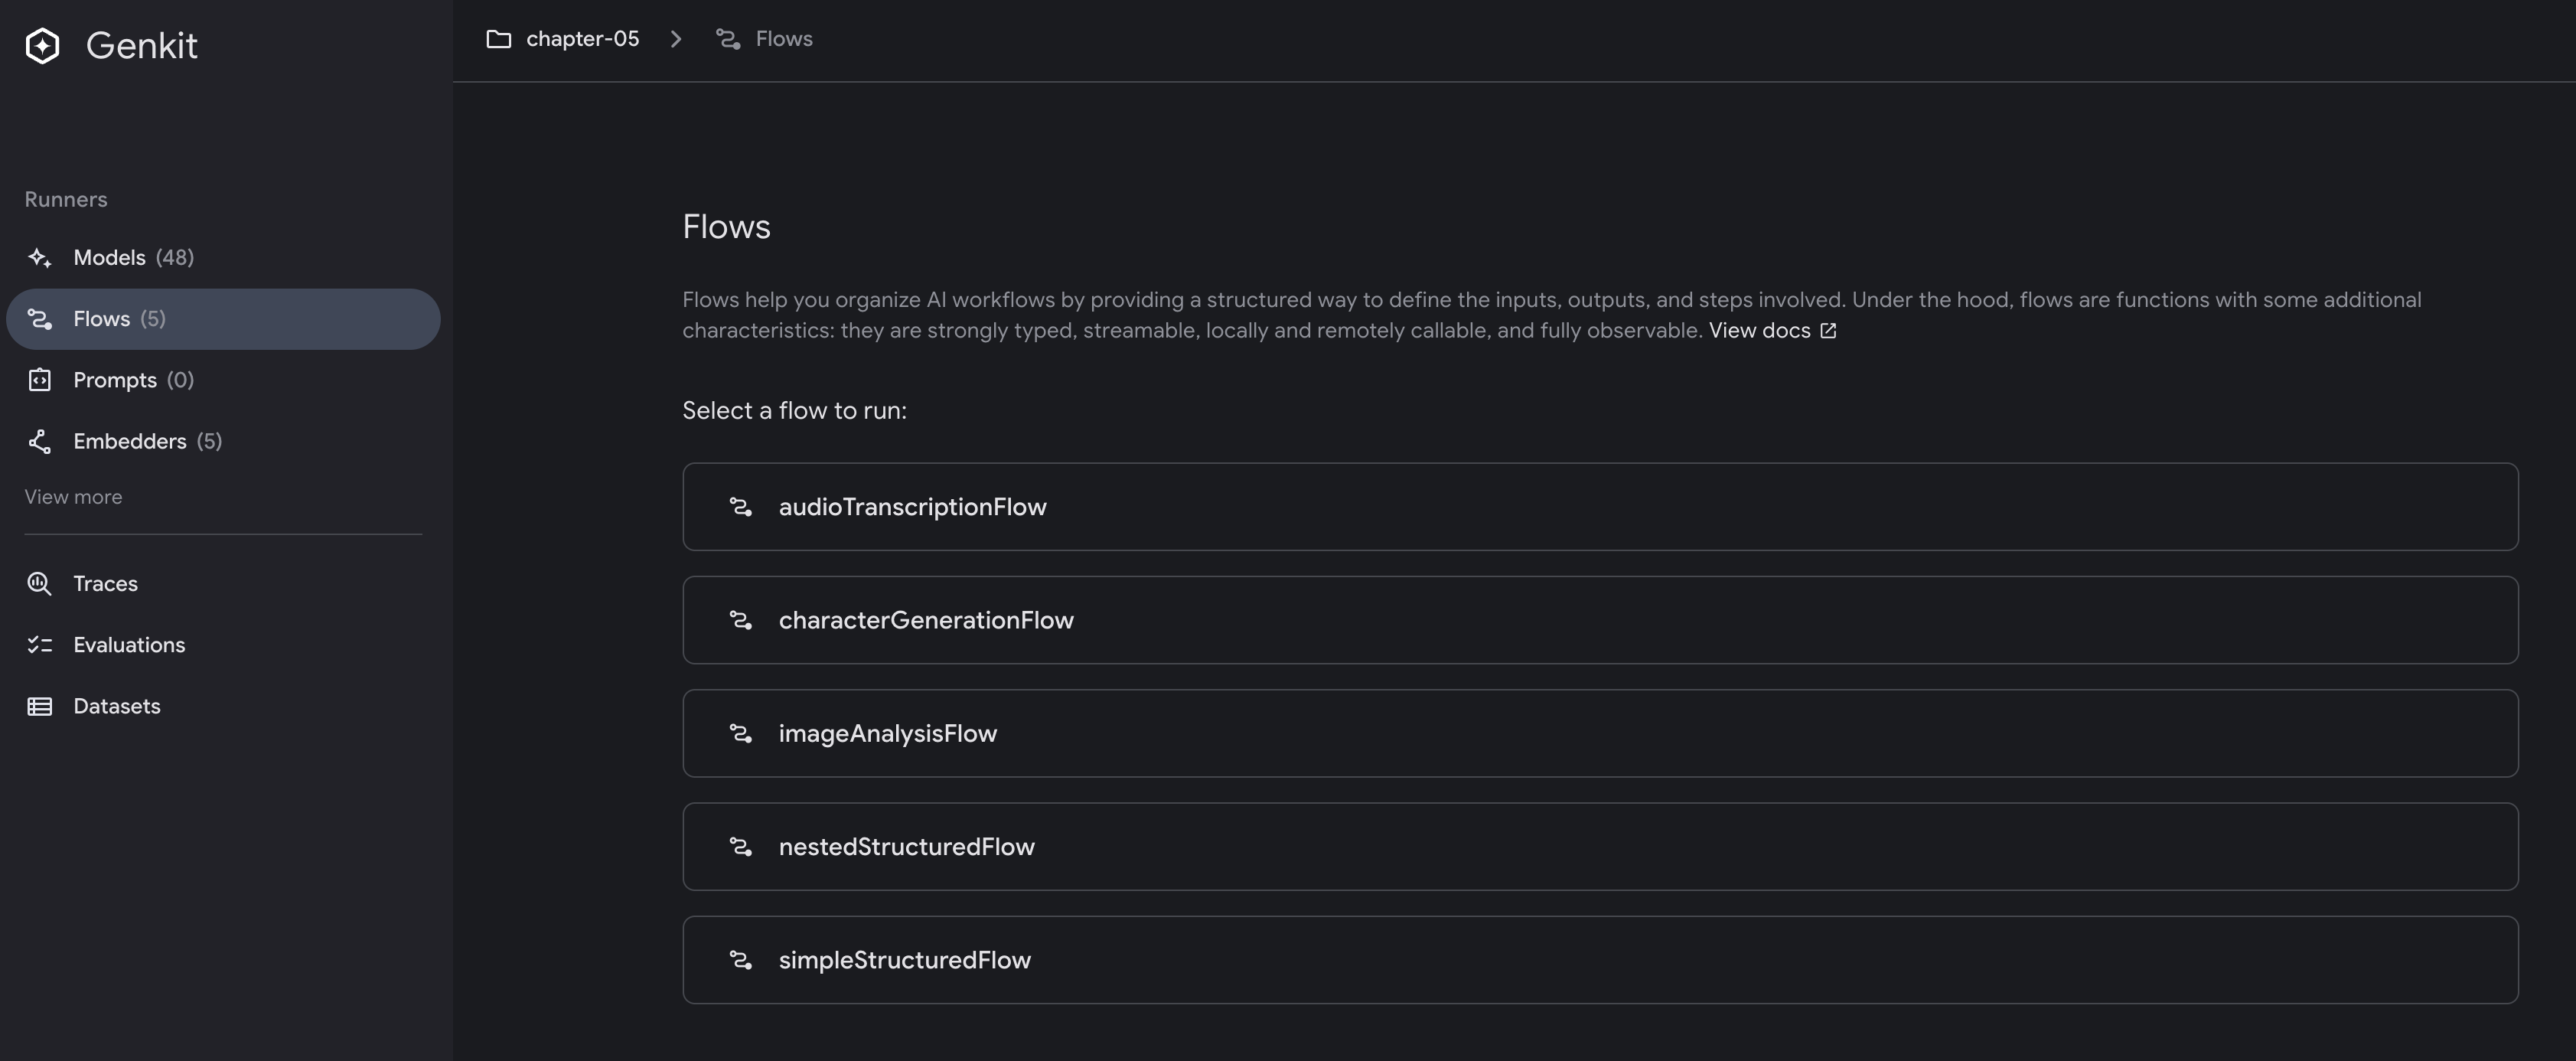 Genkit
chapter-05
Flows
Runners
Models (48)
Flows (5)
Prompts (0)
Embedders (5)
View more
Traces
Evaluations
Datasets
Flows
Flows help you organize AI workflows by providing a structured way to define the inputs, outputs, and steps involved. Under the hood, flows are functions with some additional
characteristics: they are strongly typed, streamable, locally and remotely callable, and fully observable. View docs
Select a flow to run:
audioTranscriptionFlow
characterGenerationFlow
imageAnalysisFlow
nestedStructuredFlow
simpleStructuredFlow